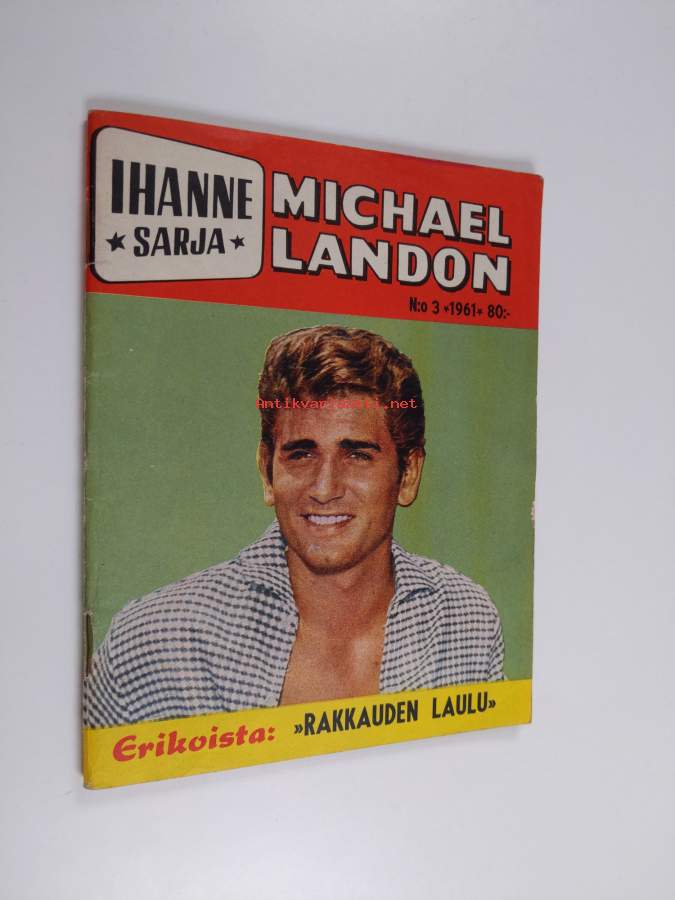 IHANNE
★ SARJA ★
MICHAEL
LANDON
N:o 3 ★ 1961 ★ 80:-
Antikvariaatti.net
Erikoista: »RAKKAUDEN LAULU»